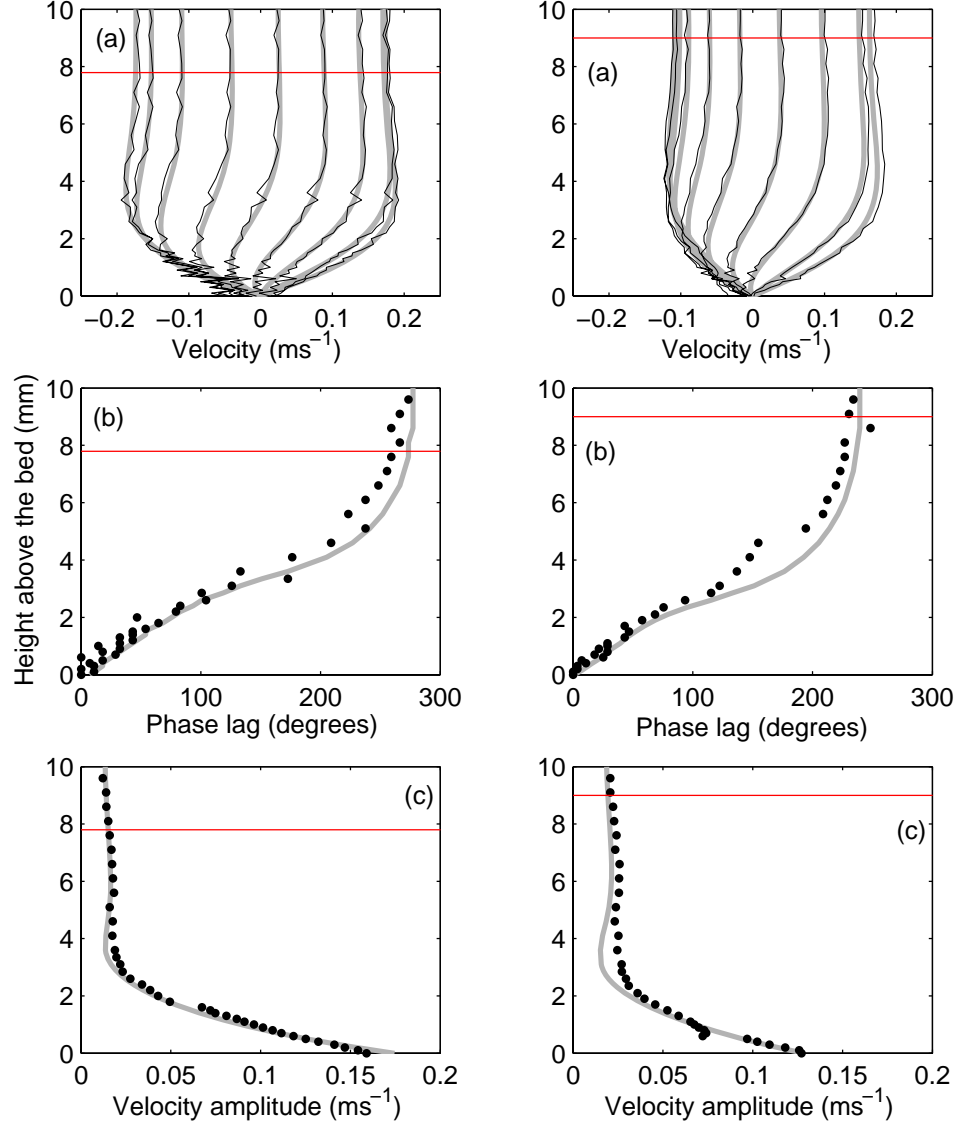 10
8
6
4
2
0
(a)
−0.2 −0.1 0 0.1 0.2
Velocity (ms⁻¹)
10
8
6
4
2
0
(a)
−0.2 −0.1 0 0.1 0.2
Velocity (ms⁻¹)
Height above the bed (mm)
10
8
6
4
2
0
(b)
0 100 200 300
Phase lag (degrees)
10
8
6
4
2
0
(b)
0 100 200 300
Phase lag (degrees)
10
8
6
4
2
0
(c)
0 0.05 0.1 0.15 0.2
Velocity amplitude (ms⁻¹)
10
8
6
4
2
0
(c)
0 0.05 0.1 0.15 0.2
Velocity amplitude (ms⁻¹)